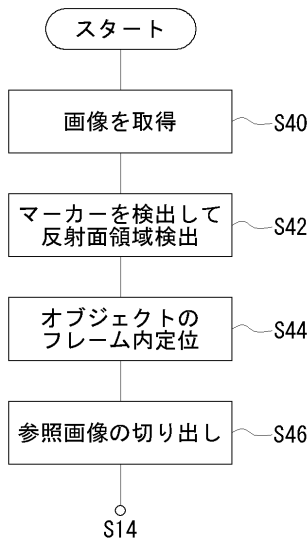 スタート
画像を取得
S40
マーカーを検出して
反射面領域検出
S42
オブジェクトの
フレーム内定位
S44
参照画像の切り出し
S46
S14